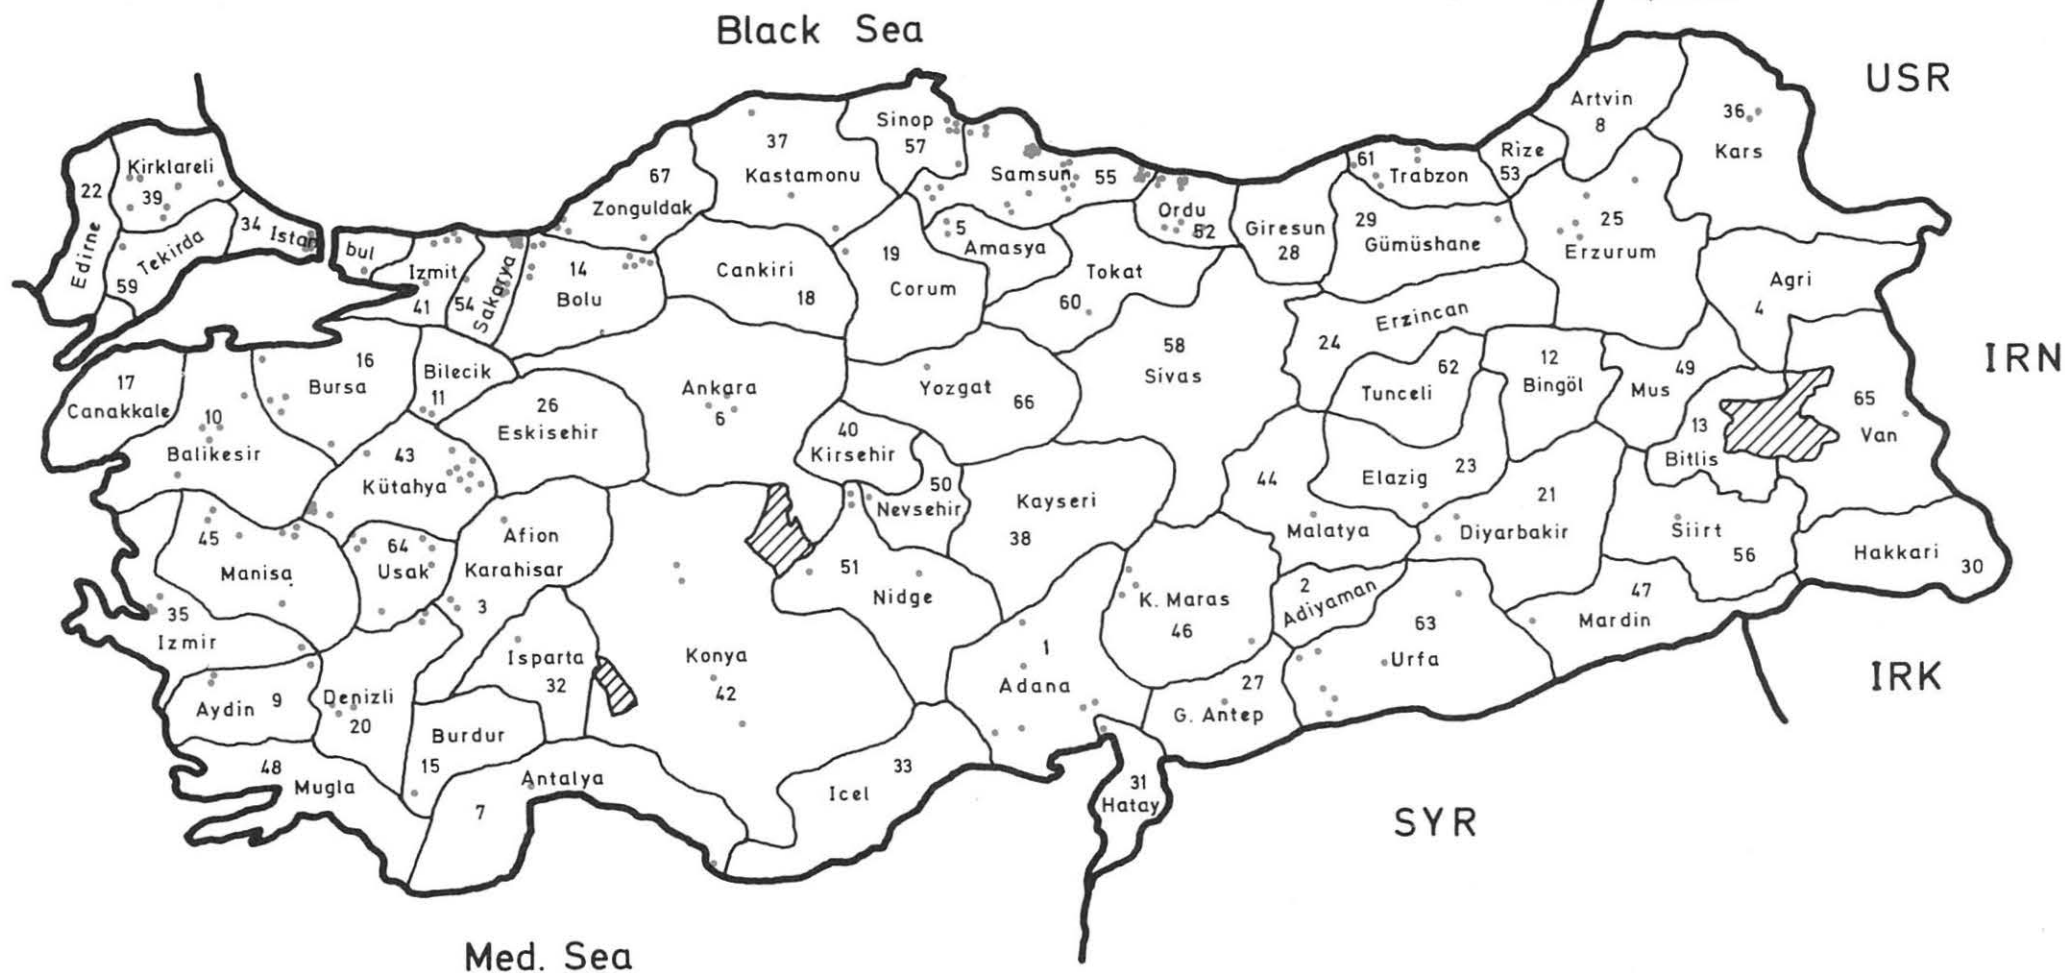 Black Sea
USR
IRN
IRK
SYR
Med. Sea
22
Edirne
Kirklareli
39
59
Tekirda
34 Istan
bul
Izmit
41
54
Sakarya
14
Bolu
67
Zonguldak
37
Kastamonu
Sinop
57
Samsun 55
5
Amasya
Ordu
52
Giresun
28
61
Trabzon
Rize
53
Artvin
8
36
Kars
29
Gümüshane
25
Erzurum
Agri
4
Cankiri
18
19
Corum
Tokat
60
58
Sivas
Erzincan
24
62
Tunceli
12
Bingöl
49
Mus
13
Bitlis
65
Van
17
Canakkale
10
Balikesir
16
Bursa
Bilecik
11
26
Eskisehir
Ankara
6
Yozgat
66
40
Kirsehir
50
Nevsehir
Kayseri
38
44
Malatya
Elazig 23
21
Diyarbakir
Siirt
56
Hakkari
30
43
Kütahya
45
Manisa
64
Usak
Afion
Karahisar
3
35
Izmir
51
Nidge
K. Maras
46
2
Adiyaman
63
Urfa
47
Mardin
Aydin 9
Denizli
20
Isparta
32
Konya
42
1
Adana
27
G. Antep
Burdur
15
48
Mugla
7
Antalya
33
Icel
31
Hatay